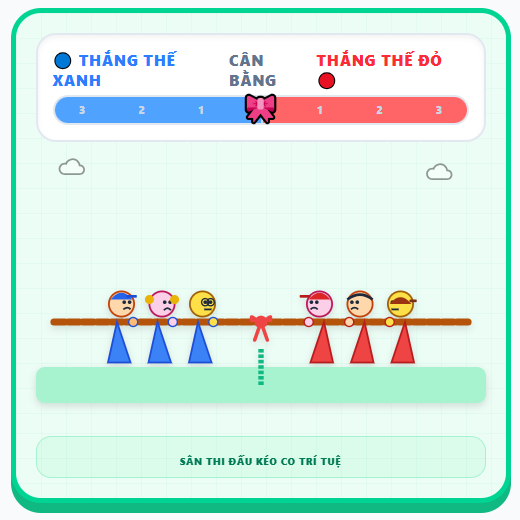 THẮNG THẾ XANH
CÂN BẰNG
THẮNG THẾ ĐỎ
3 2 1 1 2 3
SÂN THI ĐẤU KÉO CO TRÍ TUỆ